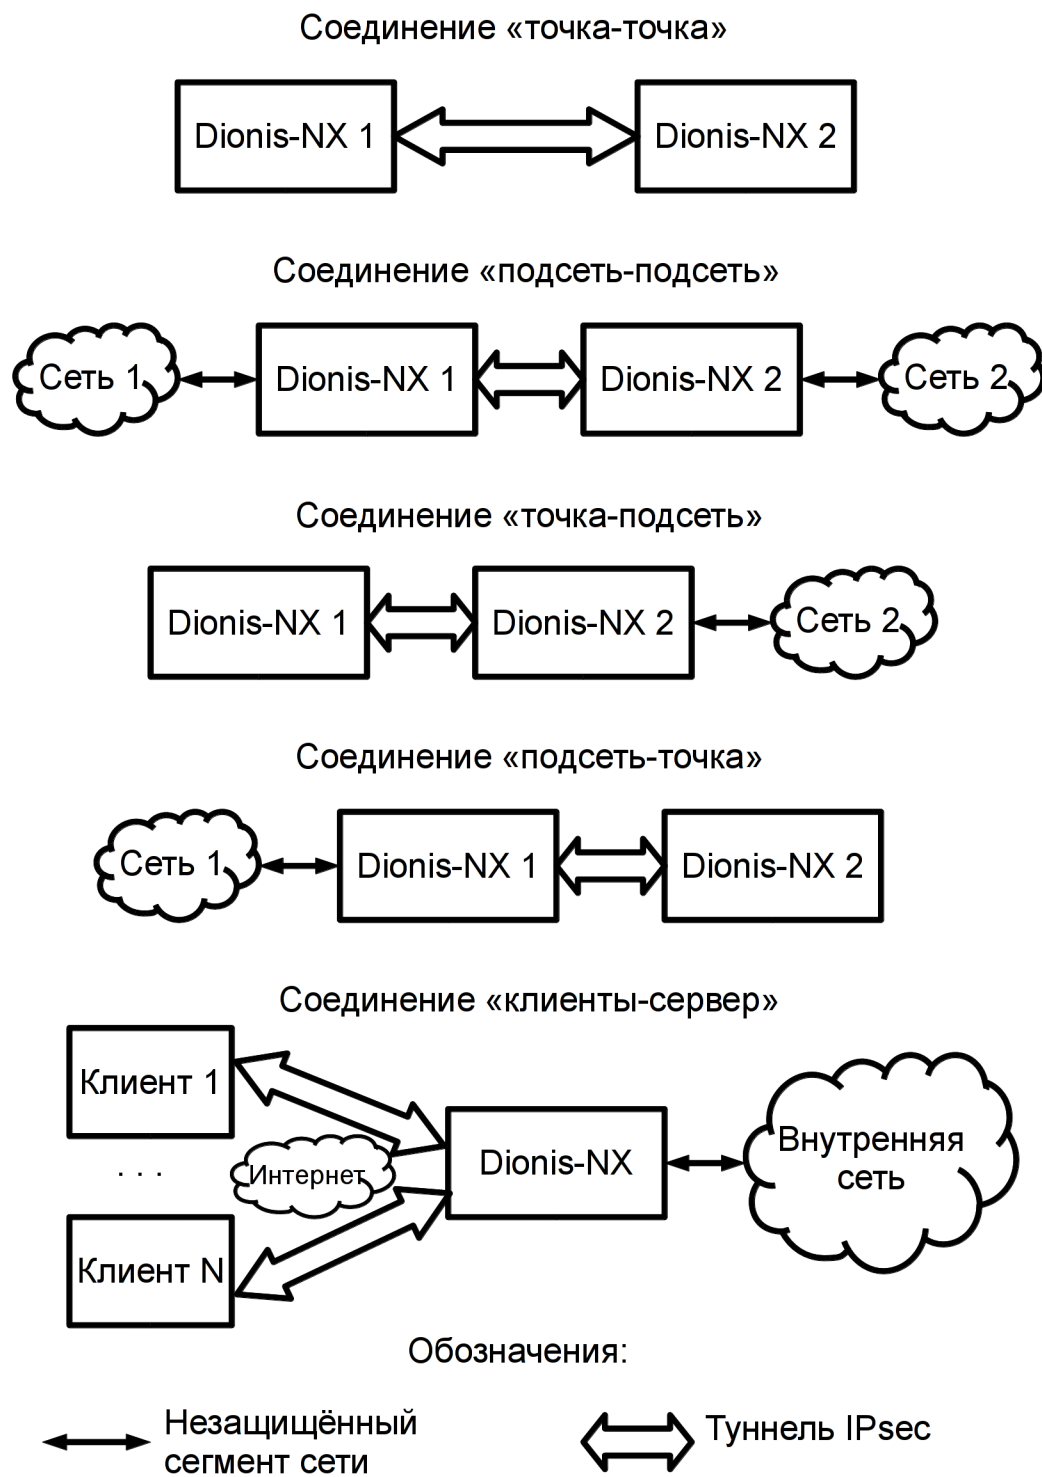 Соединение «точка-точка»
Dionis-NX 1
Dionis-NX 2
Соединение «подсеть-подсеть»
Сеть 1
Dionis-NX 1
Dionis-NX 2
Сеть 2
Соединение «точка-подсеть»
Dionis-NX 1
Dionis-NX 2
Сеть 2
Соединение «подсеть-точка»
Сеть 1
Dionis-NX 1
Dionis-NX 2
Соединение «клиенты-сервер»
Клиент 1
. . .
Интернет
Клиент N
Dionis-NX
Внутренняя
сеть
Обозначения:
Незащищённый
сегмент сети
Туннель IPsec